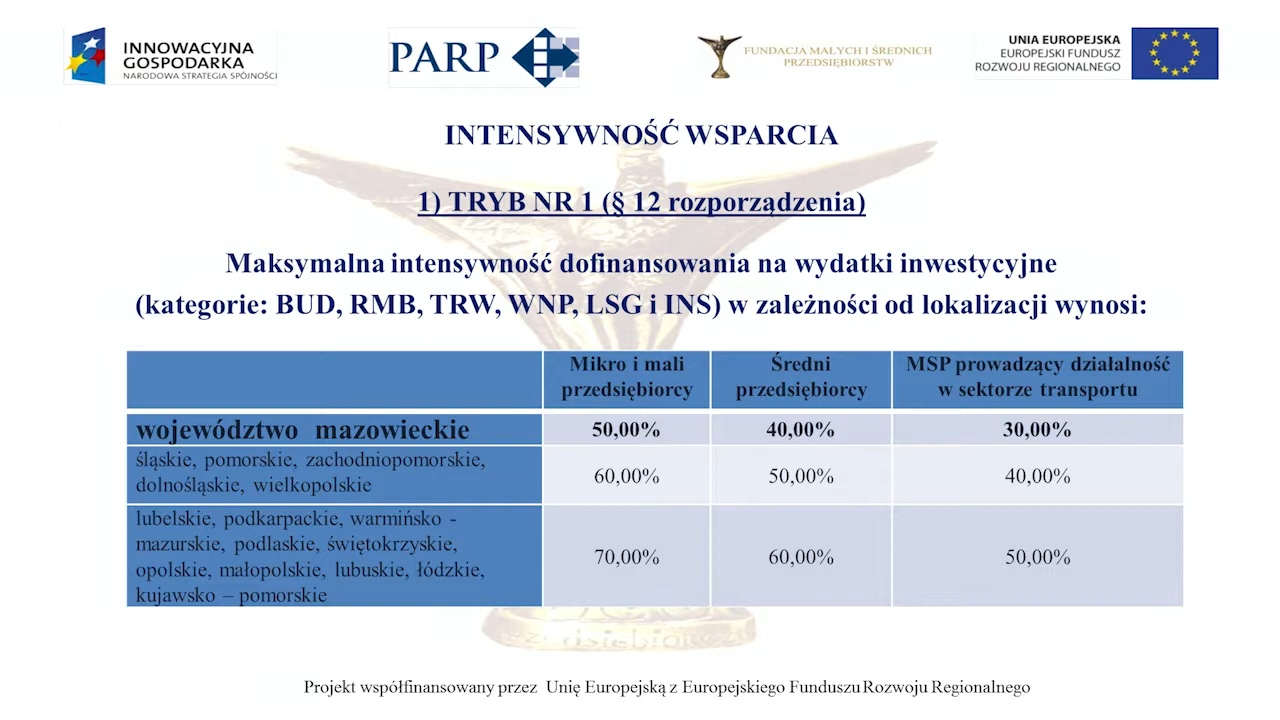 INNOWACYJNA
GOSPODARKA
NARODOWA STRATEGIA SPÓJNOŚCI
PARP
FUNDACJA MAŁYCH I ŚREDNICH
PRZEDSIĘBIORSTW
UNIA EUROPEJSKA
EUROPEJSKI FUNDUSZ
ROZWOJU REGIONALNEGO
INTENSYWNOŚĆ WSPARCIA
1) TRYB NR 1 (§ 12 rozporządzenia)
Maksymalna intensywność dofinansowania na wydatki inwestycyjne
(kategorie: BUD, RMB, TRW, WNP, LSG i INS) w zależności od lokalizacji wynosi:
Mikro i mali
przedsiębiorcy
Średni
przedsiębiorcy
MSP prowadzący działalność
w sektorze transportu
województwo mazowieckie
50,00%
40,00%
30,00%
śląskie, pomorskie, zachodniopomorskie,
dolnośląskie, wielkopolskie
60,00%
50,00%
40,00%
lubelskie, podkarpackie, warmińsko -
mazurskie, podlaskie, świętokrzyskie,
opolskie, małopolskie, lubuskie, łódzkie,
kujawsko – pomorskie
70,00%
60,00%
50,00%
Projekt współfinansowany przez Unię Europejską z Europejskiego Funduszu Rozwoju Regionalnego